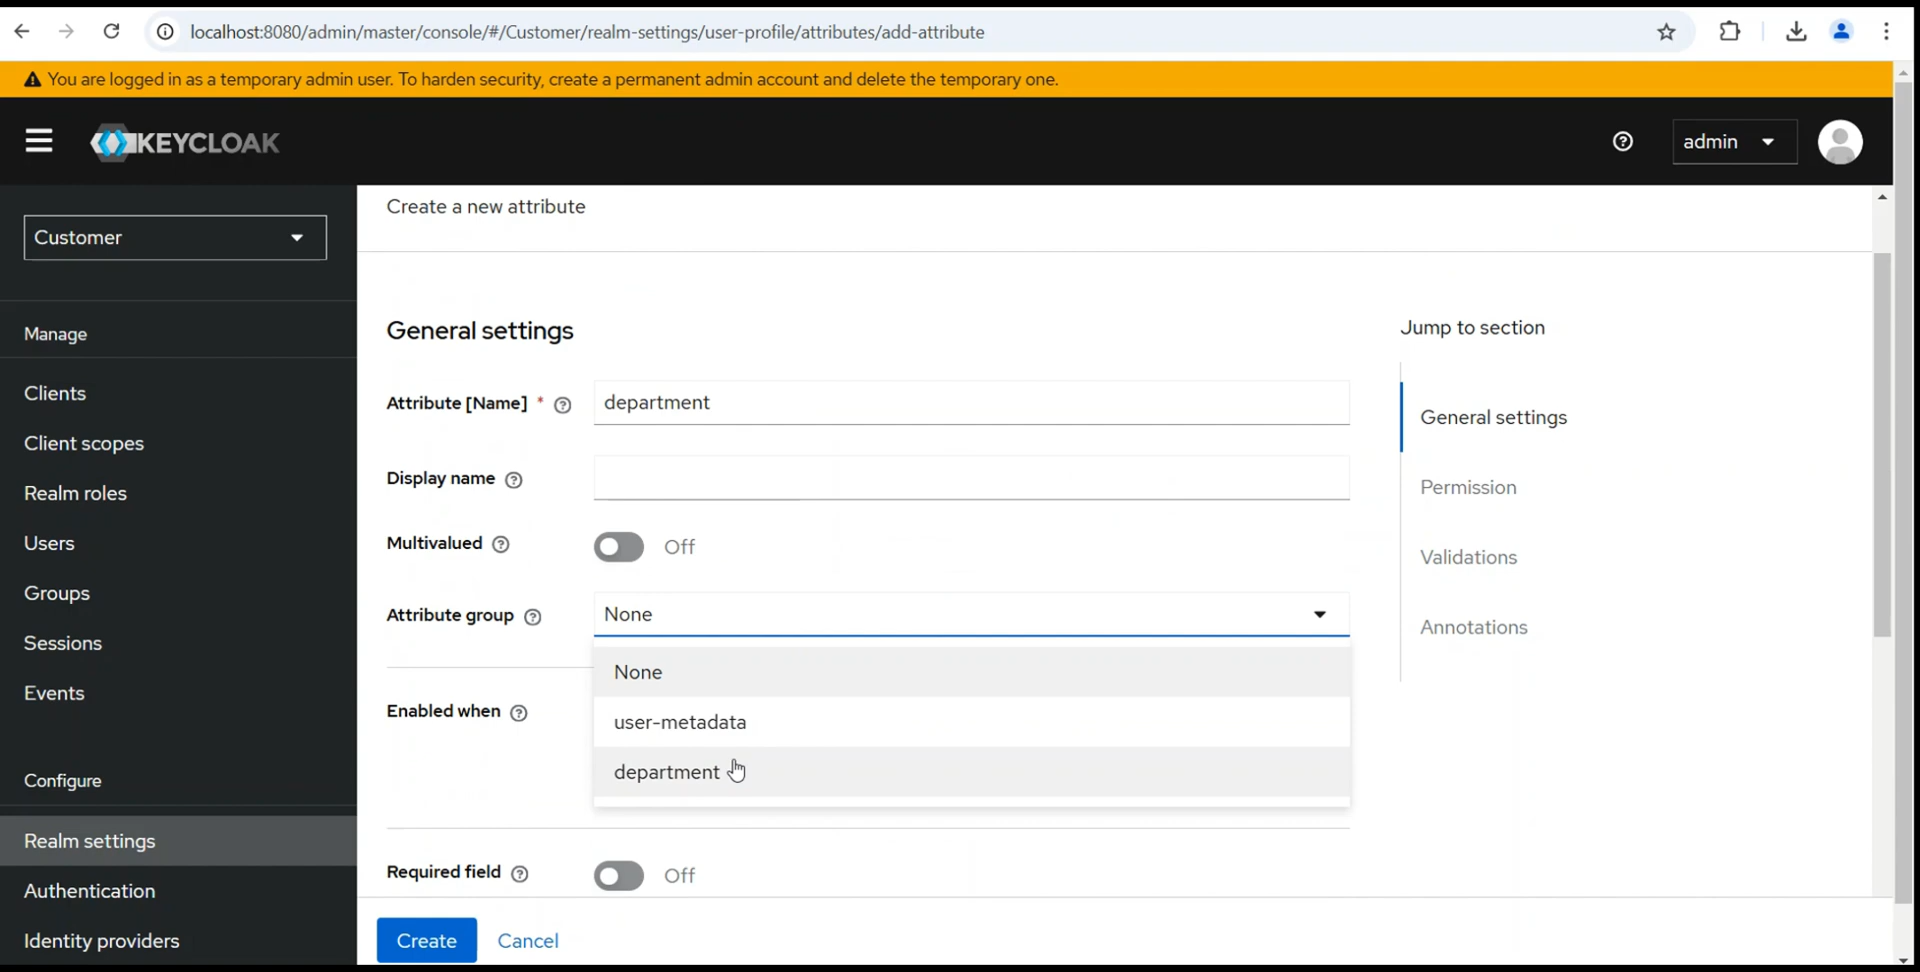 localhost:8080/admin/master/console/#/Customer/realm-settings/user-profile/attributes/add-attribute
You are logged in as a temporary admin user. To harden security, create a permanent admin account and delete the temporary one.
KEYCLOAK
admin
Customer
Manage
Clients
Client scopes
Realm roles
Users
Groups
Sessions
Events
Configure
Realm settings
Authentication
Identity providers
Create a new attribute
General settings
Attribute [Name] *
department
Display name
Multivalued
Off
Attribute group
None
None
user-metadata
department
Enabled when
Required field
Off
Create
Cancel
Jump to section
General settings
Permission
Validations
Annotations